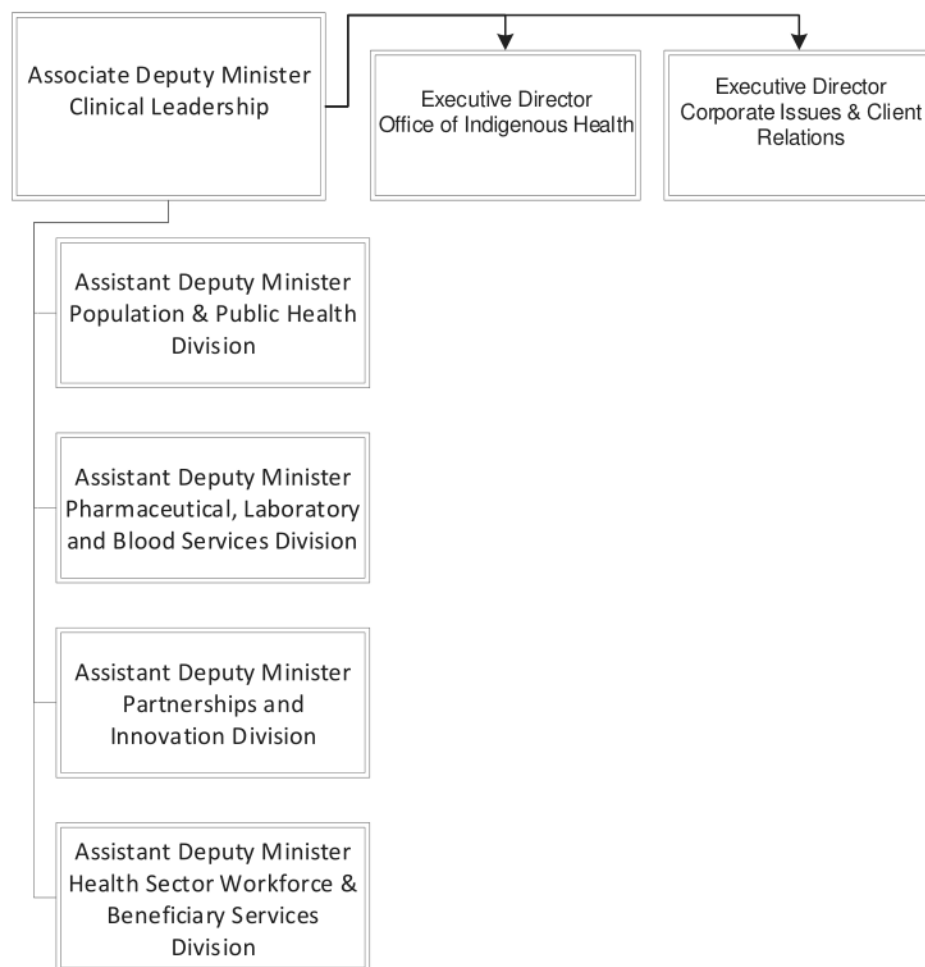 Associate Deputy Minister
Clinical Leadership
Executive Director
Office of Indigenous Health
Executive Director
Corporate Issues & Client
Relations
Assistant Deputy Minister
Population & Public Health
Division
Assistant Deputy Minister
Pharmaceutical, Laboratory
and Blood Services Division
Assistant Deputy Minister
Partnerships and
Innovation Division
Assistant Deputy Minister
Health Sector Workforce &
Beneficiary Services
Division